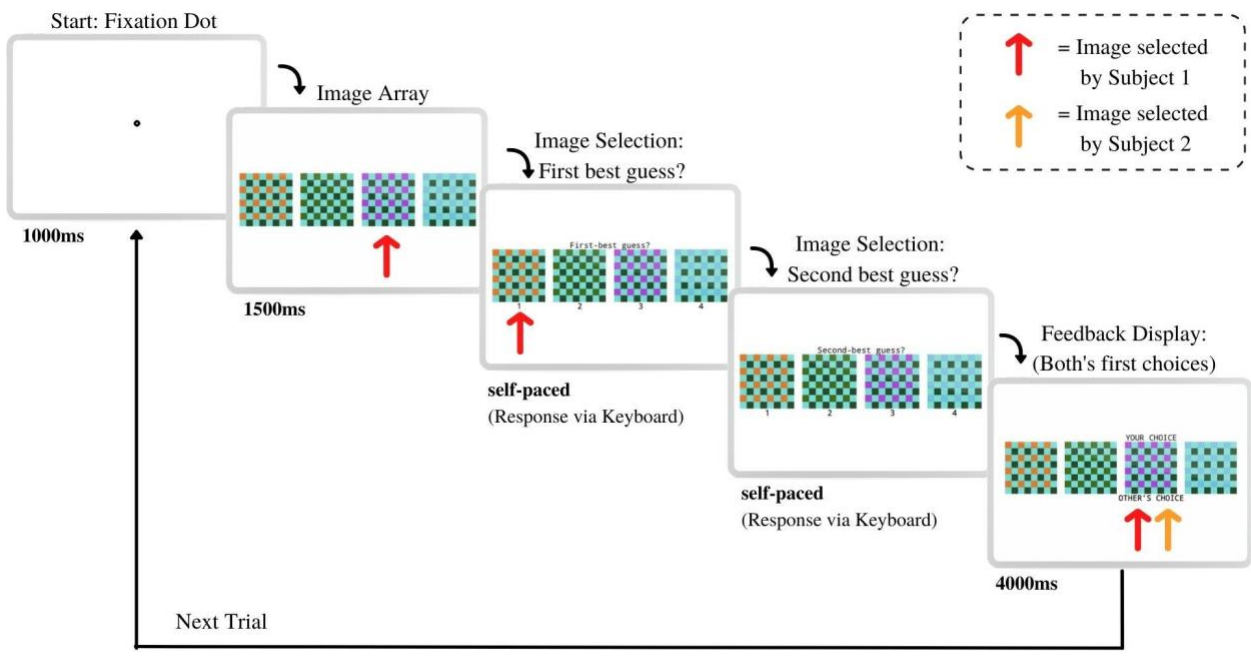 Start: Fixation Dot
1000ms
Image Array
1500ms
Image Selection:
First best guess?
First-best guess?
1 2 3 4
self-paced
(Response via Keyboard)
Image Selection:
Second best guess?
Second-best guess?
1 2 3 4
self-paced
(Response via Keyboard)
Feedback Display:
(Both's first choices)
YOUR CHOICE
OTHER'S CHOICE
4000ms
Next Trial
= Image selected
by Subject 1
= Image selected
by Subject 2